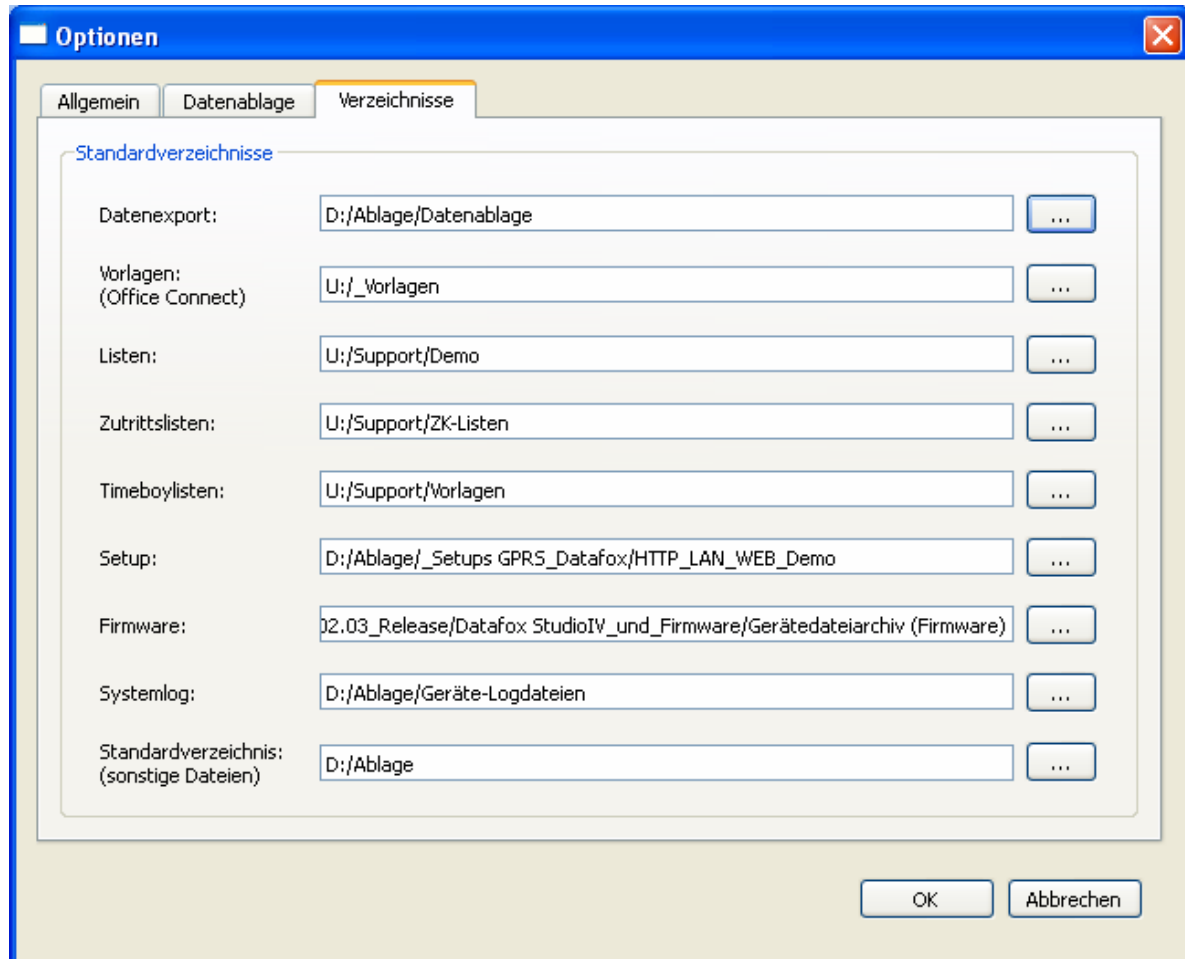 Optionen
Allgemein Datenablage Verzeichnisse
Standardverzeichnisse
Datenexport: D:/Ablage/Datenablage ...
Vorlagen:
(Office Connect) U:/_Vorlagen ...
Listen: U:/Support/Demo ...
Zutrittslisten: U:/Support/ZK-Listen ...
Timeboylisten: U:/Support/Vorlagen ...
Setup: D:/Ablage/_Setups GPRS_Datafox/HTTP_LAN_WEB_Demo ...
Firmware: 02.03_Release/Datafox StudioIV_und_Firmware/Gerätedateiarchiv (Firmware) ...
Systemlog: D:/Ablage/Geräte-Logdateien ...
Standardverzeichnis:
(sonstige Dateien) D:/Ablage ...
OK Abbrechen